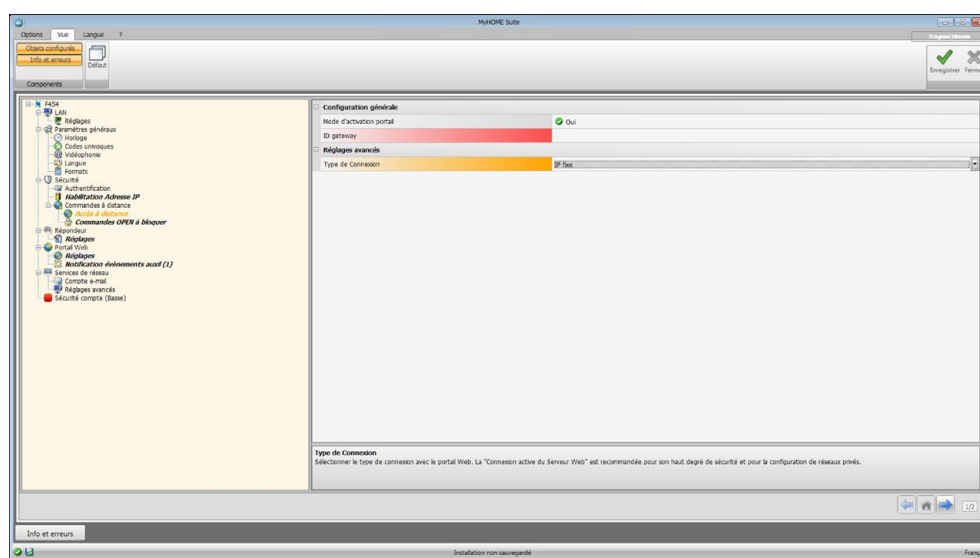 MyHOME Suite
Options Vue Langue ?
Objets configurés
Info et erreurs
Défaut
Components
Enregistrer Ferme
F454
LAN
Réglages
Paramètres généraux
Horloge
Codes univoques
Vidéophonie
Langue
Formats
Sécurité
Authentification
Habilitation Adresse IP
Commandes à distance
Accès à distance
Commandes OPEN à bloquer
Répondeur
Réglages
Portail Web
Réglages
Notification évènements auxil (1)
Services de réseau
Compte e-mail
Réglages avancés
Sécurité compte (Basse)
Configuration générale
Mode d'activation portail Oui
ID gateway
Réglages avancés
Type de Connexion IP fixe
Type de Connexion
Sélectionner le type de connexion avec le portail Web. La "Connexion active du Serveur Web" est recommandée pour son haut degré de sécurité et pour la configuration de réseaux privés.
1/2
Info et erreurs
Installation non sauvegardé
Franç